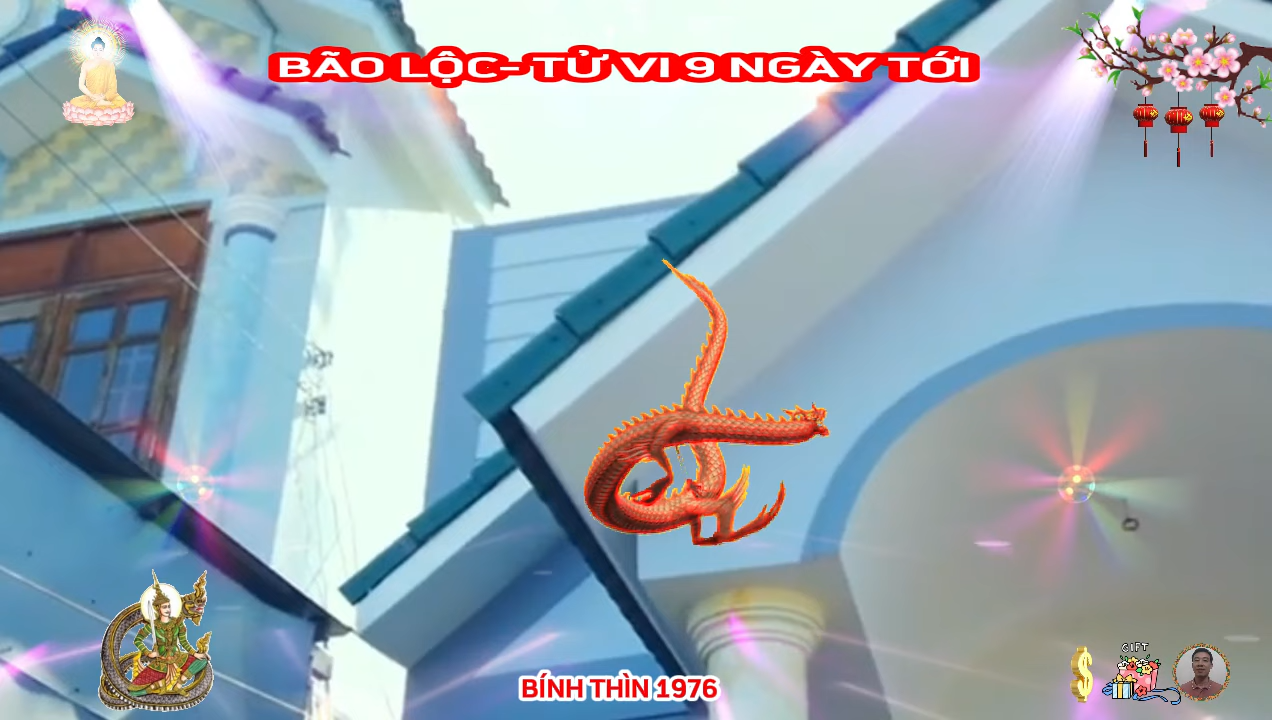 BÃO LỘC- TỬ VI 9 NGÀY TỚI
GIFT
BÍNH THÌN 1976